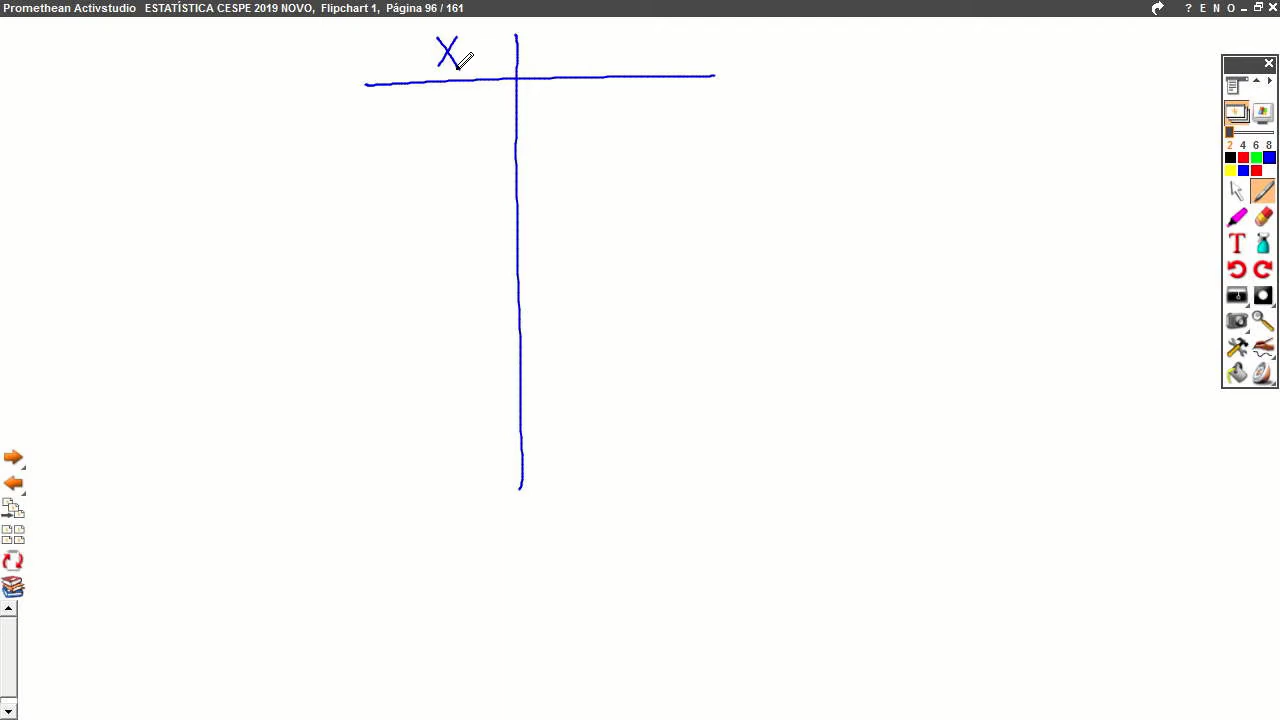 Promethean Activstudio ESTATÍSTICA CESPE 2019 NOVO, Flipchart 1, Página 96 / 161
? E N O
X
2 4 6 8
T